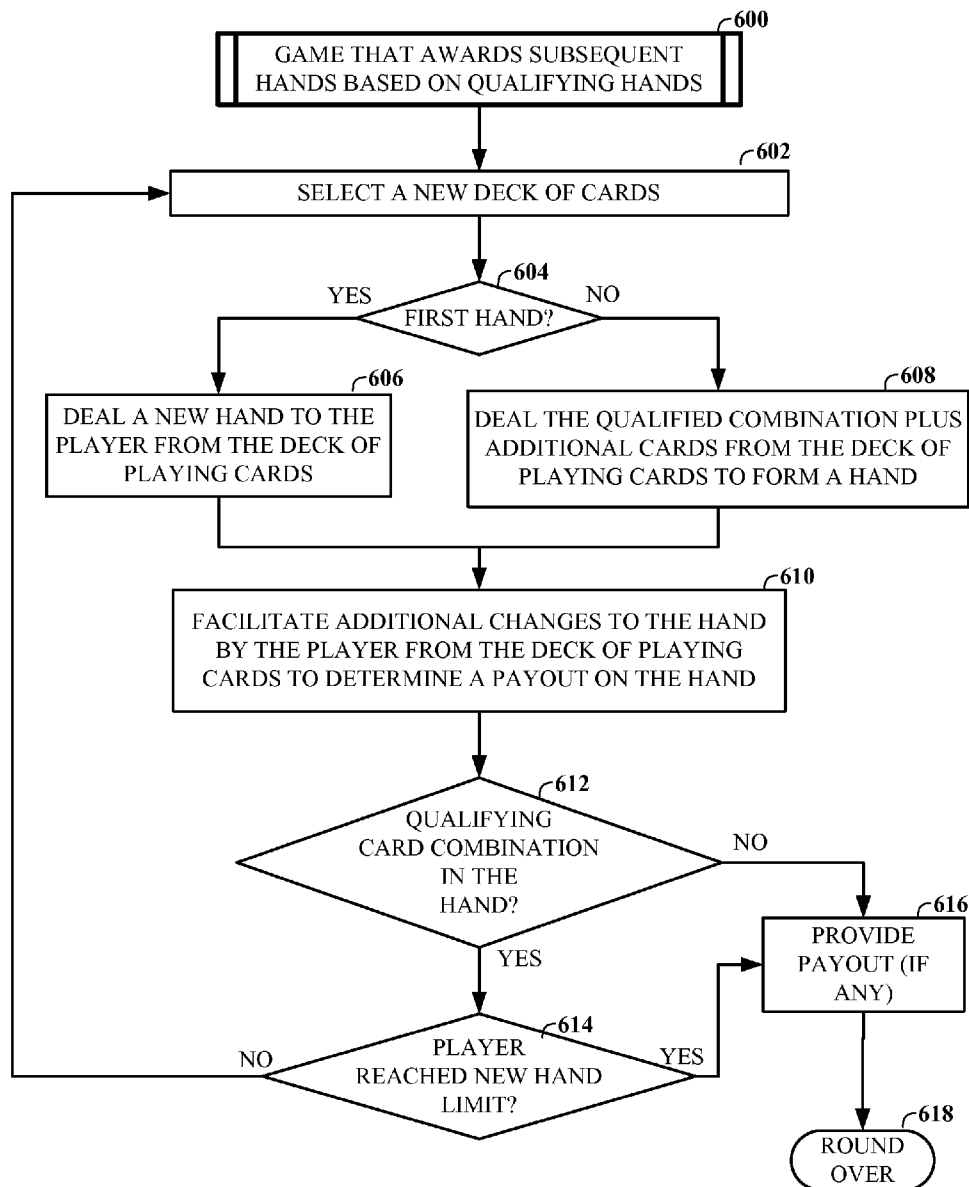 600
GAME THAT AWARDS SUBSEQUENT
HANDS BASED ON QUALIFYING HANDS
602
SELECT A NEW DECK OF CARDS
604
YES
NO
FIRST HAND?
606
DEAL A NEW HAND TO THE
PLAYER FROM THE DECK OF
PLAYING CARDS
608
DEAL THE QUALIFIED COMBINATION PLUS
ADDITIONAL CARDS FROM THE DECK OF
PLAYING CARDS TO FORM A HAND
610
FACILITATE ADDITIONAL CHANGES TO THE HAND
BY THE PLAYER FROM THE DECK OF PLAYING
CARDS TO DETERMINE A PAYOUT ON THE HAND
612
QUALIFYING
CARD COMBINATION
IN THE
HAND?
NO
YES
616
PROVIDE
PAYOUT (IF
ANY)
614
NO
PLAYER
REACHED NEW HAND
LIMIT?
YES
618
ROUND
OVER